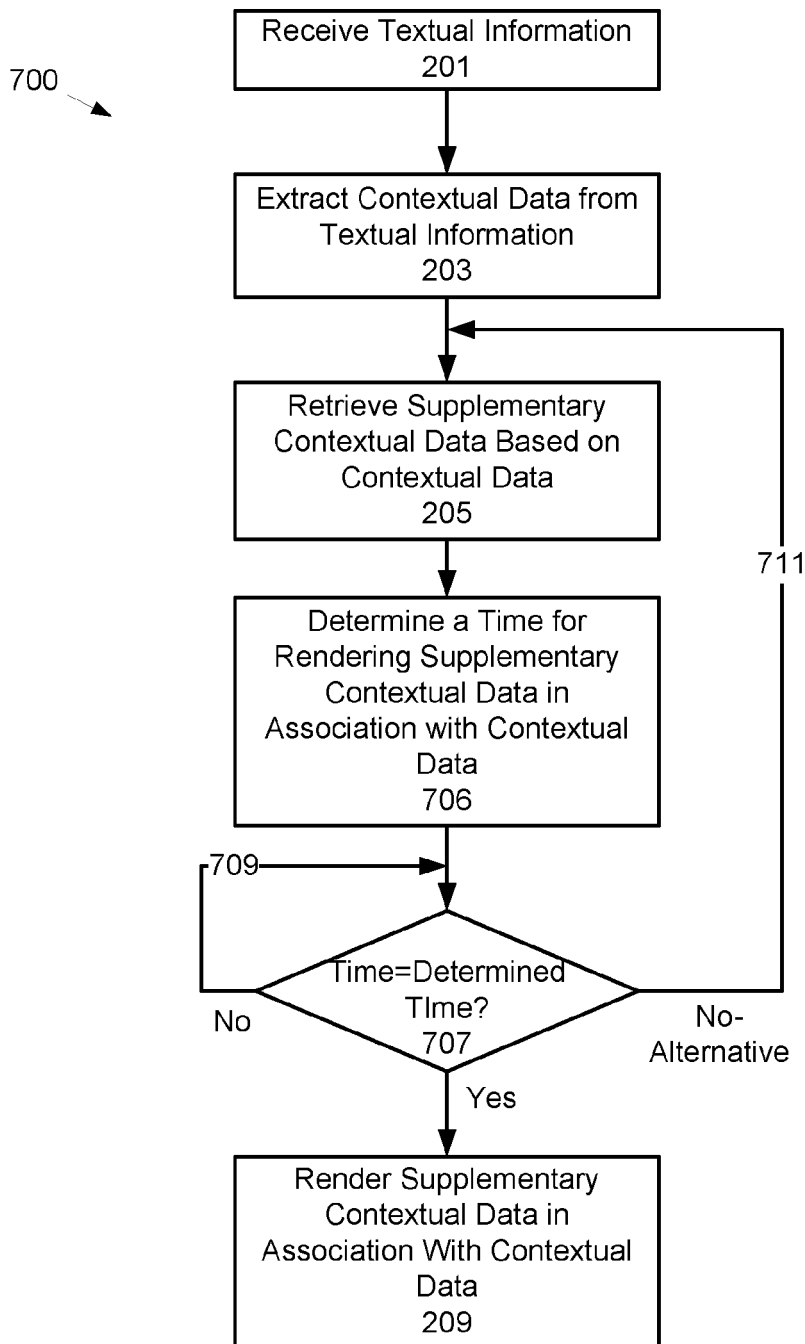 Receive Textual Information
201
700
Extract Contextual Data from
Textual Information
203
Retrieve Supplementary
Contextual Data Based on
Contextual Data
205
711
Determine a Time for
Rendering Supplementary
Contextual Data in
Association with Contextual
Data
706
709
Time=Determined
TIme?
707
No
No-
Alternative
Yes
Render Supplementary
Contextual Data in
Association With Contextual
Data
209